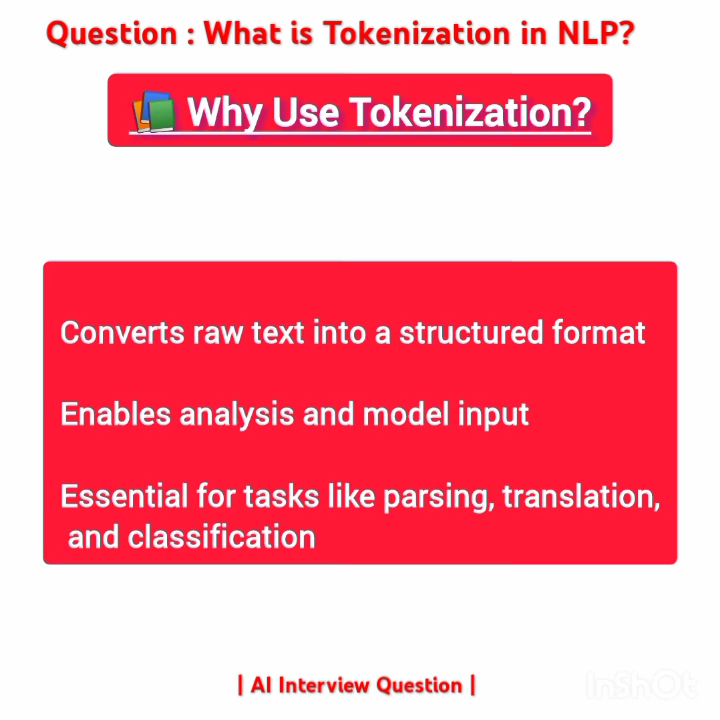 Question : What is Tokenization in NLP?
Why Use Tokenization?
Converts raw text into a structured format
Enables analysis and model input
Essential for tasks like parsing, translation,
and classification
| AI Interview Question |
InShOt